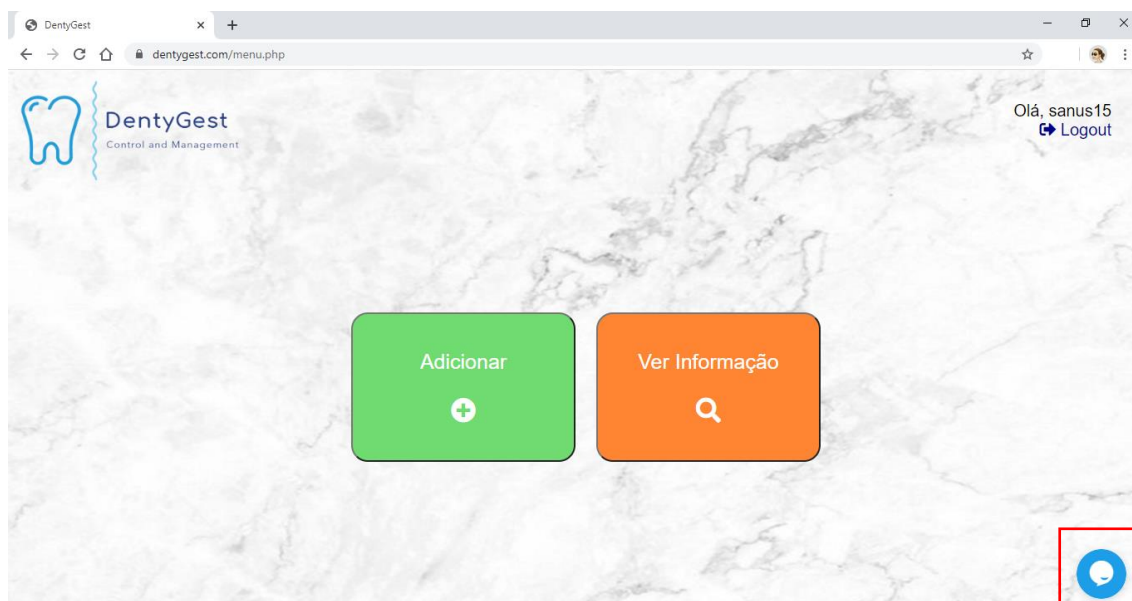 DentyGest
dentygest.com/menu.php
DentyGest
Control and Management
Olá, sanus15
Logout
Adicionar
Ver Informação